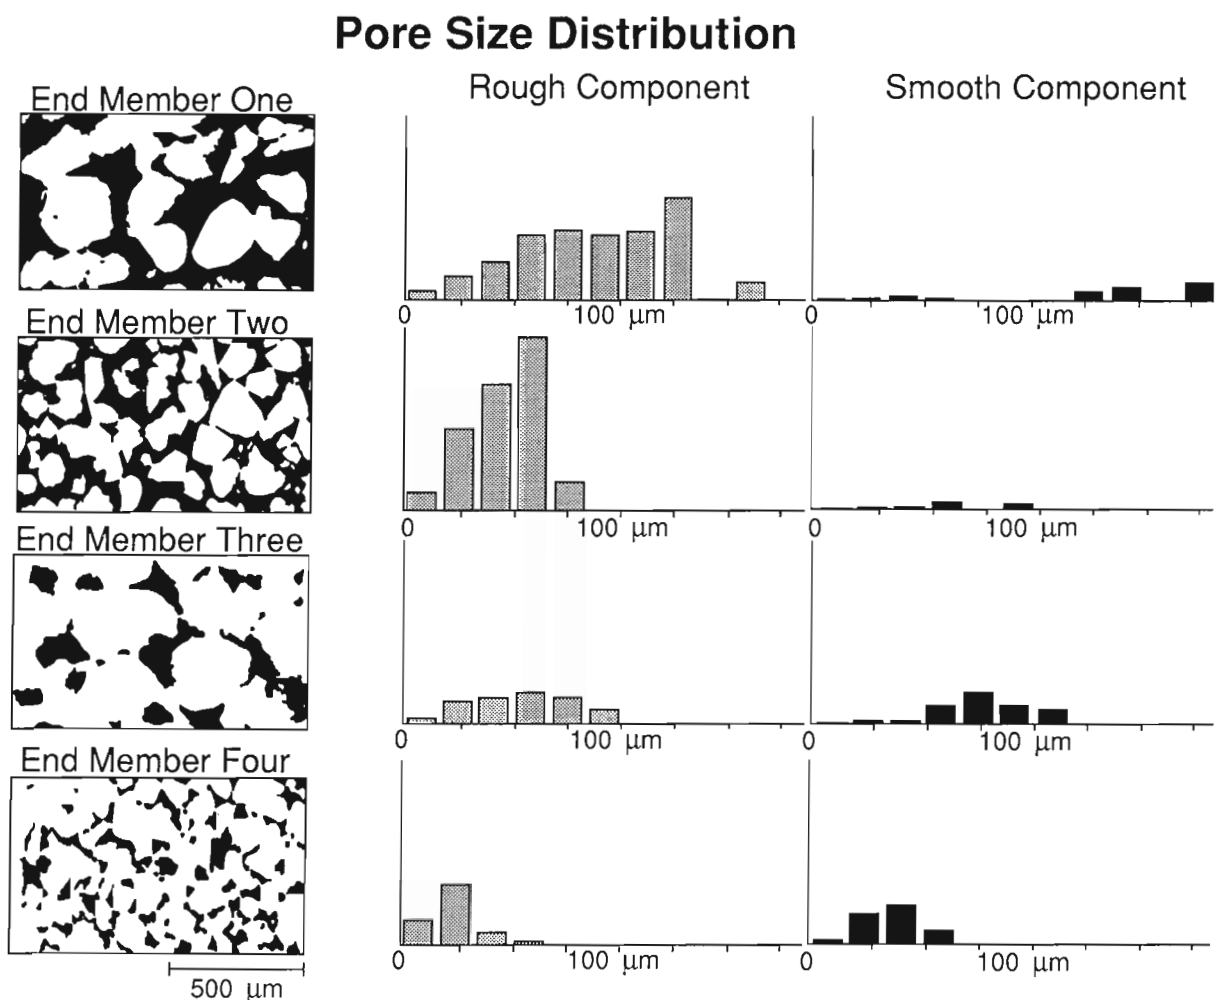 Pore Size Distribution
Rough Component
Smooth Component
End Member One
0 100 μm
0 100 μm
End Member Two
0 100 μm
0 100 μm
End Member Three
0 100 μm
0 100 μm
End Member Four
0 100 μm
0 100 μm
500 μm